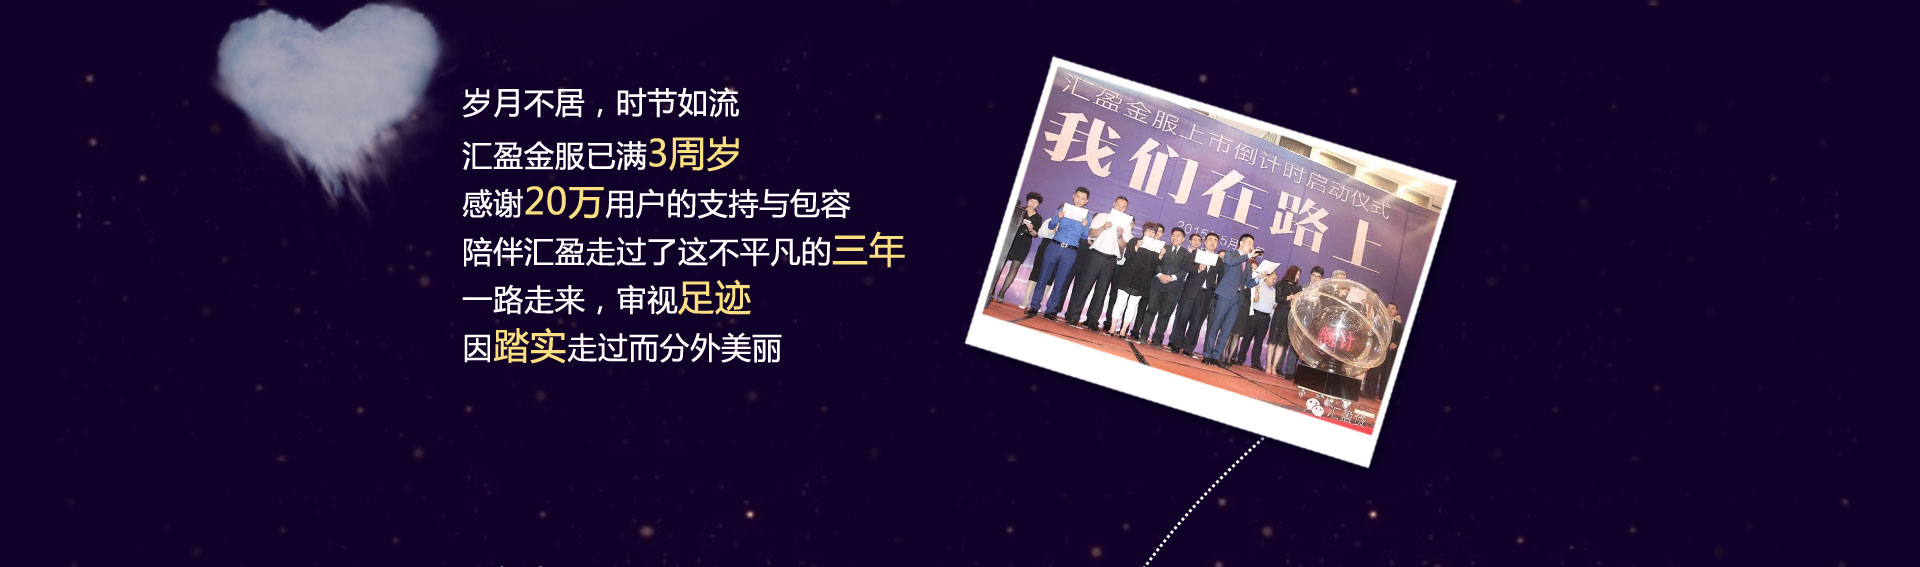 岁月不居，时节如流
汇盈金服已满3周岁
感谢20万用户的支持与包容
陪伴汇盈走过了这不平凡的三年
一路走来，审视足迹
因踏实走过而分外美丽
汇盈金服上市倒计时启动仪式
我们在路上
2015年5月
汇盈贷